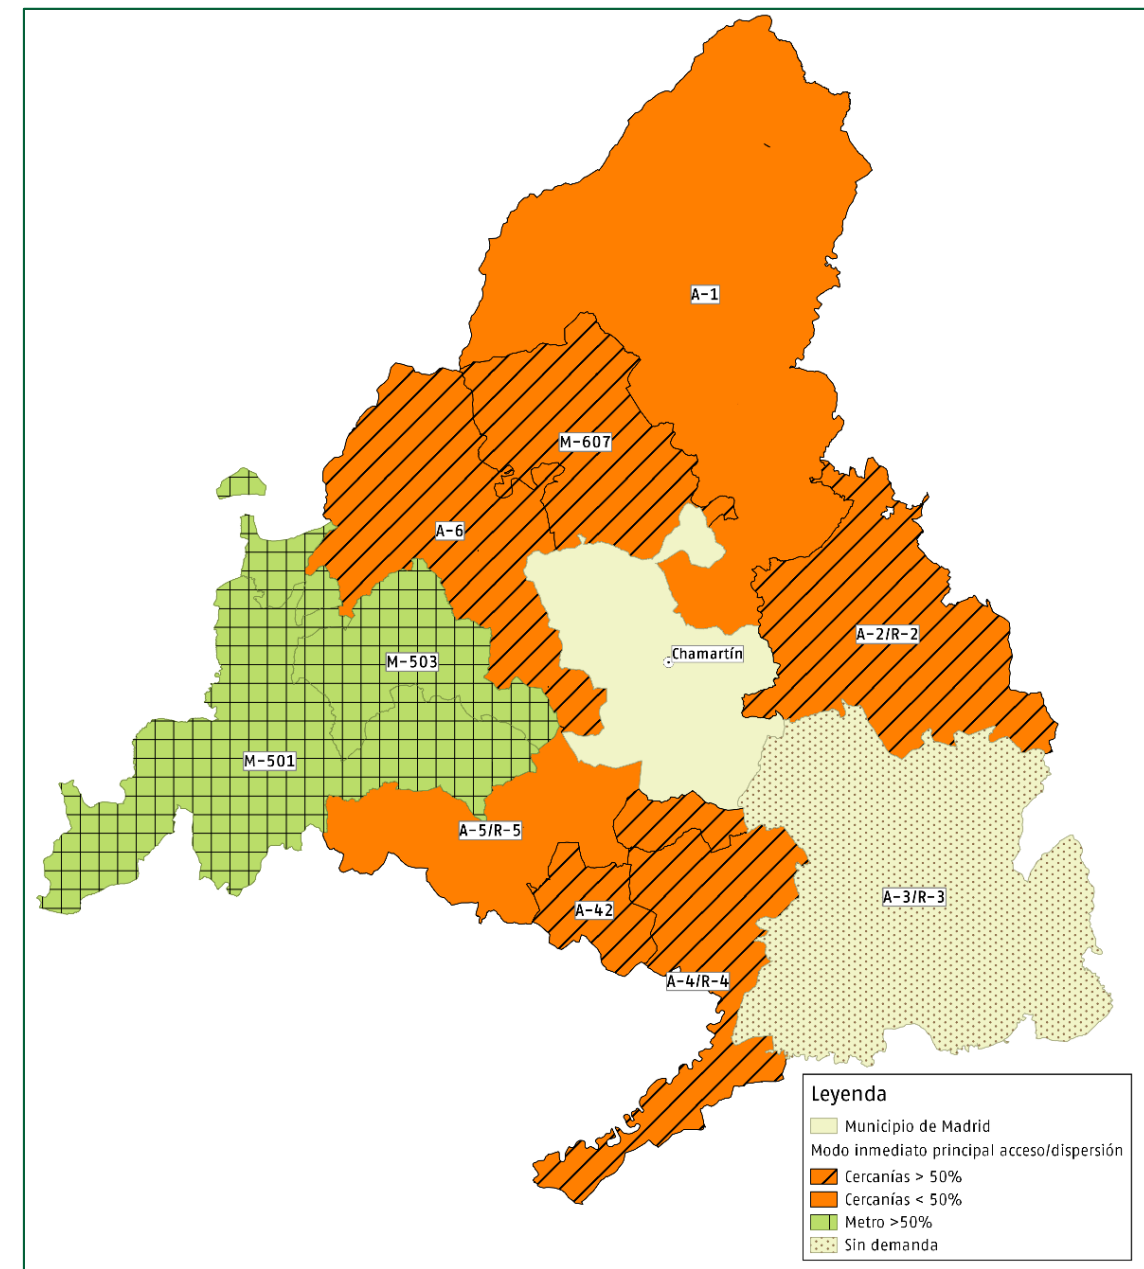 A-1
M-607
A-6
A-2/R-2
Chamartín
M-503
M-501
A-5/R-5
A-3/R-3
A-42
A-4/R-4
Leyenda
Municipio de Madrid
Modo inmediato principal acceso/dispersión
Cercanías > 50%
Cercanías < 50%
Metro >50%
Sin demanda